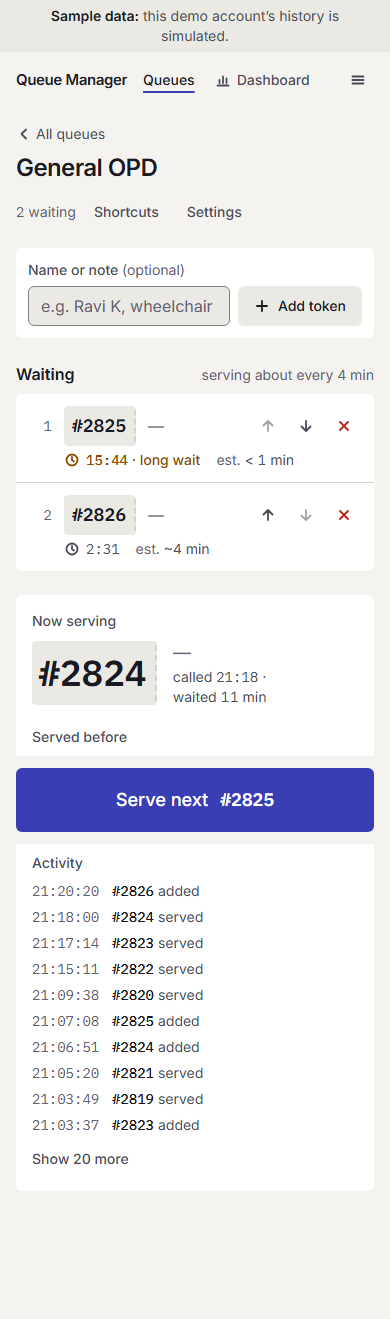 Sample data: this demo account's history is
simulated.
Queue Manager Queues Dashboard
All queues
General OPD
2 waiting Shortcuts Settings
Name or note (optional)
e.g. Ravi K, wheelchair + Add token
Waiting serving about every 4 min
1 #2825 —
15:44 · long wait est. < 1 min
2 #2826 —
2:31 est. ~4 min
Now serving
#2824 —
called 21:18 ·
waited 11 min
Served before
Serve next #2825
Activity
21:20:20 #2826 added
21:18:00 #2824 served
21:17:14 #2823 served
21:15:11 #2822 served
21:09:38 #2820 served
21:07:08 #2825 added
21:06:51 #2824 added
21:05:20 #2821 served
21:03:49 #2819 served
21:03:37 #2823 added
Show 20 more